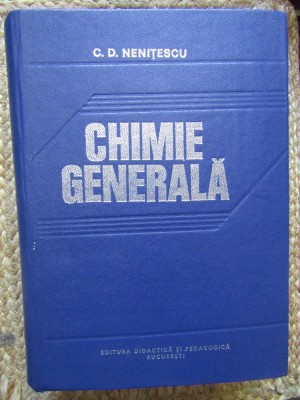 C. D. NENIȚESCU
CHIMIE
GENERALĂ
EDITURA DIDACTICĂ ȘI PEDAGOGICĂ
BUCUREȘTI